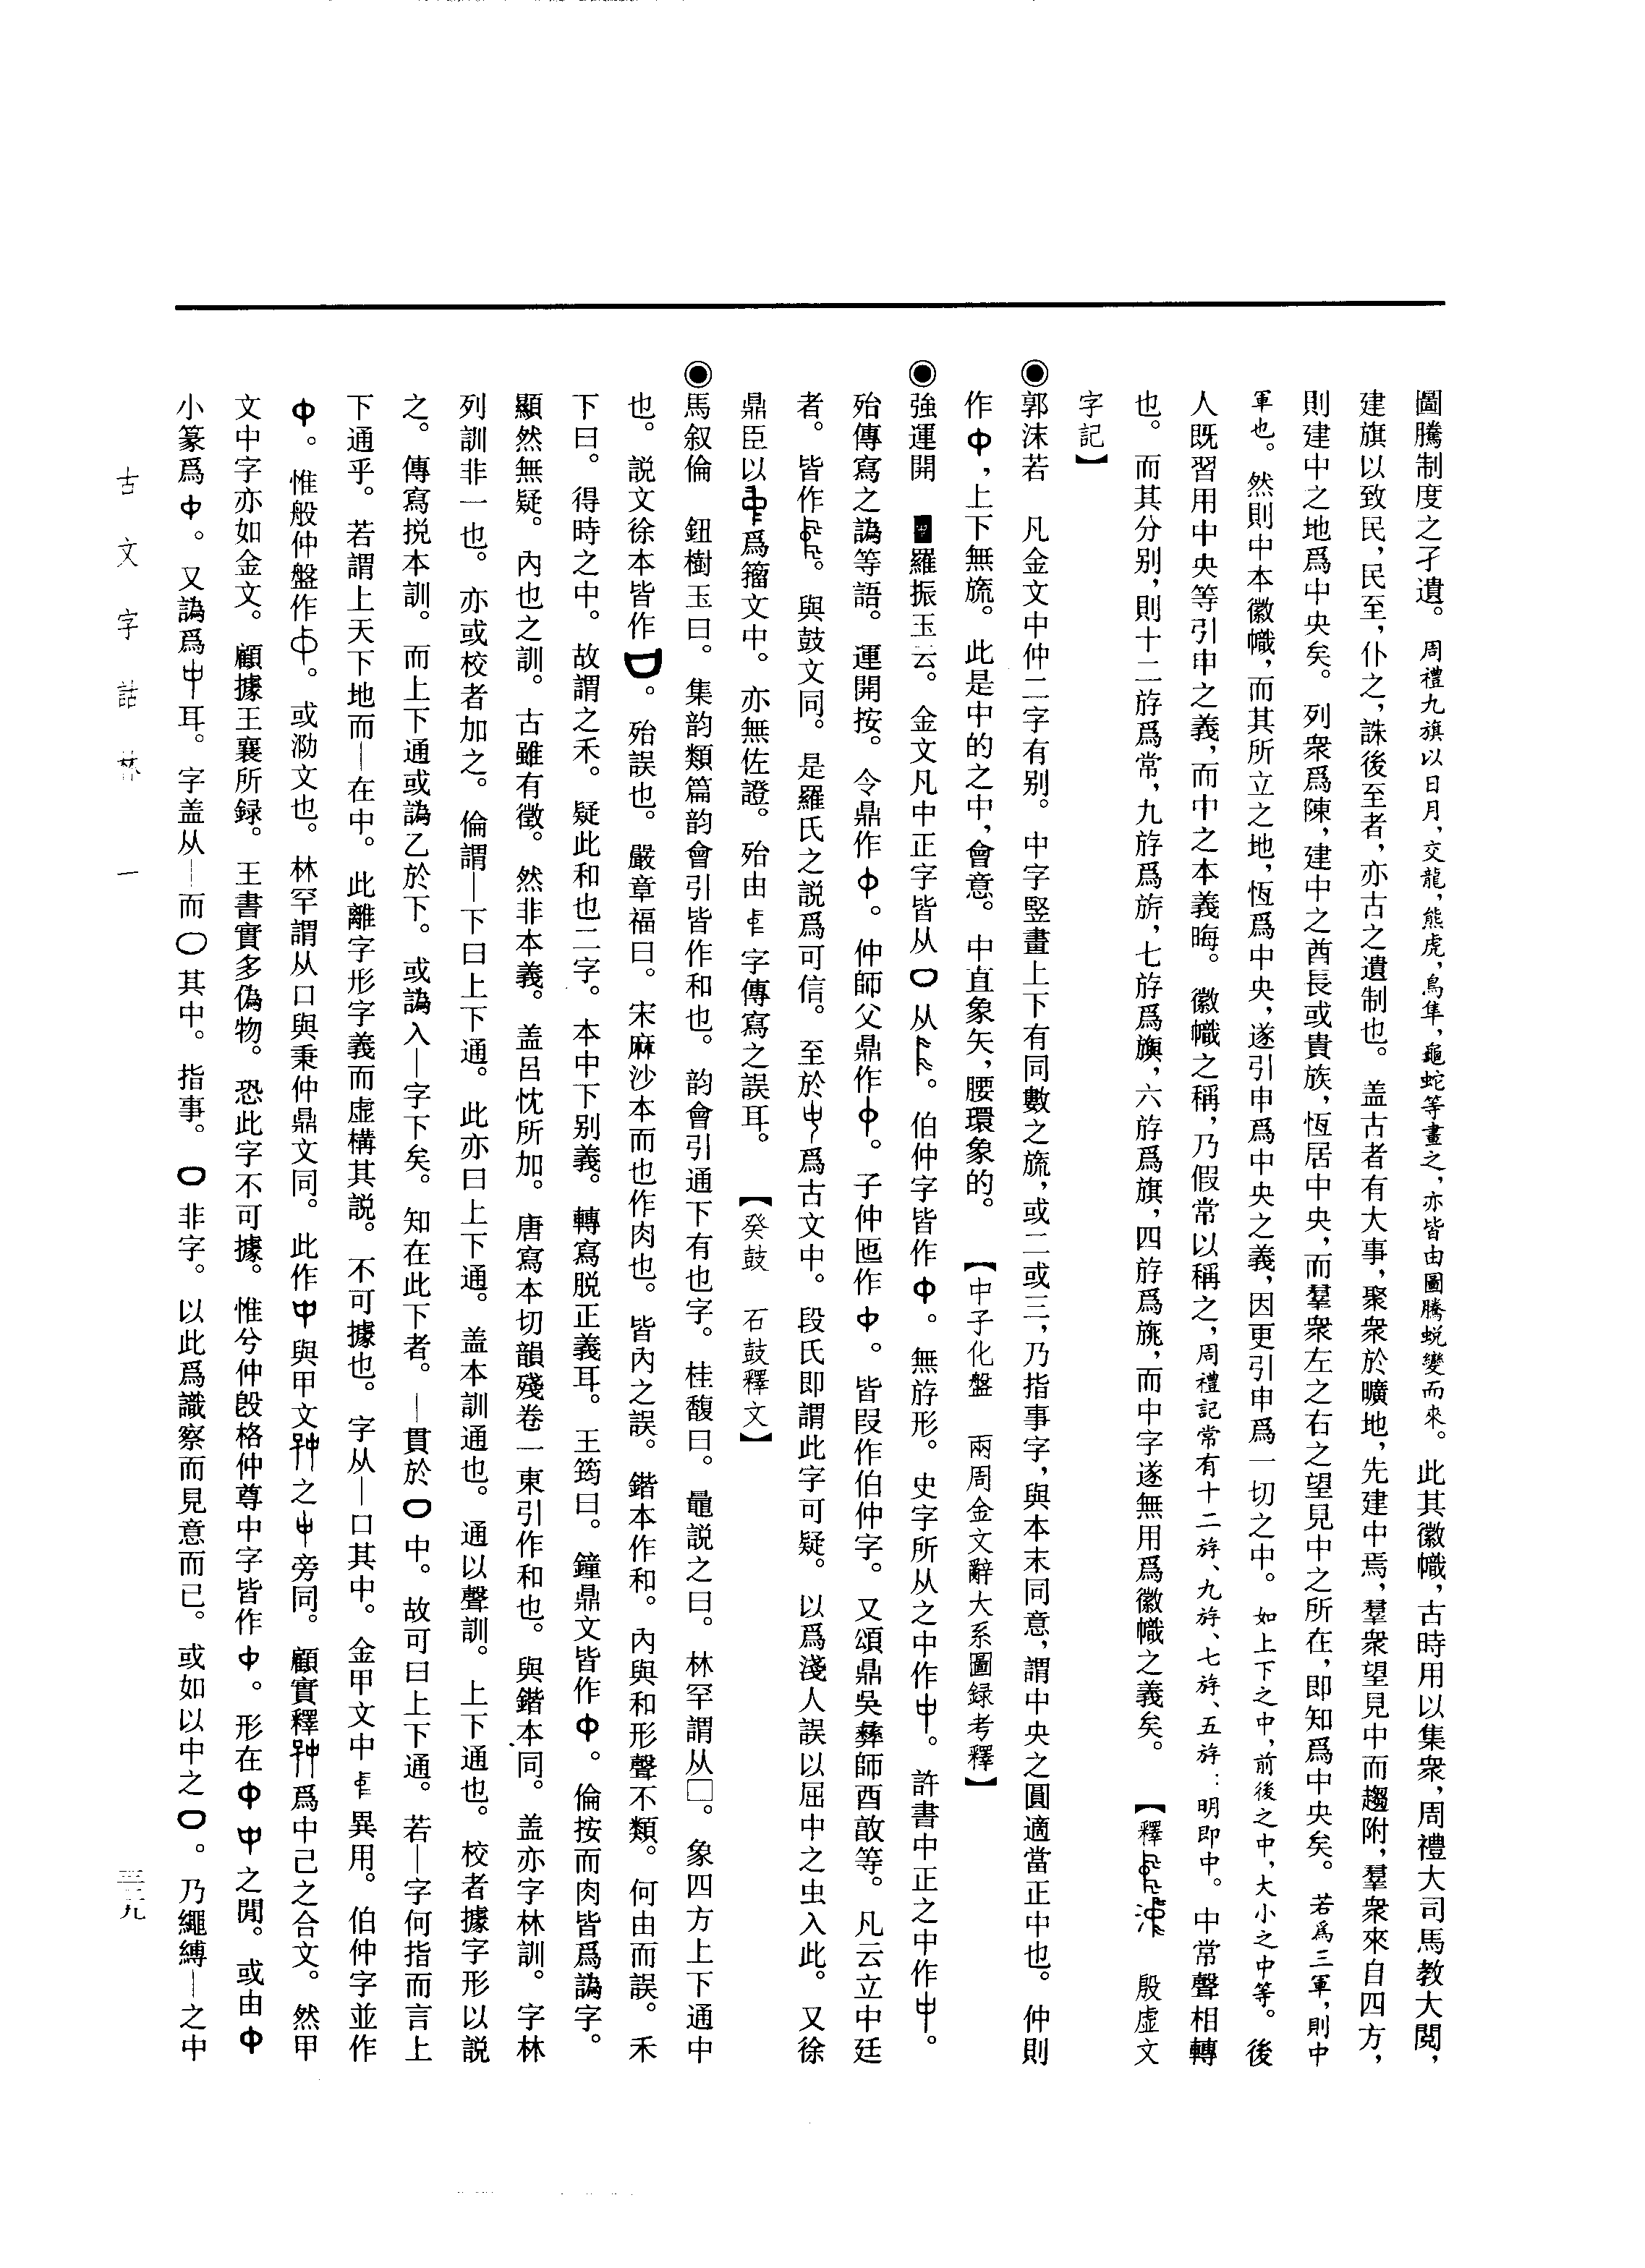 圖騰制度之孑遺。周禮九旗以日月，交龍，熊虎，鳥隼，龜蛇等畫之，亦皆由圖騰蜕變而來。此其徽幟，古時用以集衆，周禮大司馬教大閲，
建旗以致民，民至，仆之，誅後至者，亦古之遺制也。盖古者有大事，聚衆於曠地，先建中焉，羣衆望見中而趨附，羣衆來自四方，
則建中之地爲中央矣。列衆爲陳，建中之酋長或貴族，恆居中央，而羣衆左之右之望見中之所在，即知爲中央矣。若爲三軍，則中
軍也。然則中本徽幟，而其所立之地，恆爲中央，遂引申爲中央之義，因更引申爲一切之中。如上下之中，前後之中，大小之中等。後
人既習用中央等引申之義，而中之本義晦。徽幟之稱，乃假常以稱之，周禮記常有十二斿、九斿、七斿、五斿：明即中。中常聲相轉
也。而其分别，則十二斿爲常，九斿爲旂，七斿爲旟，六斿爲旗，四斿爲旐，而中字遂無用爲徽幟之義矣。【釋 殷虚文
字記】
◉郭沫若　凡金文中仲二字有别。中字竪畫上下有同數之旒，或二或三，乃指事字，與本末同意，謂中央之圓適當正中也。仲則
作中，上下無旒。此是中的之中，會意。中直象矢，腰環象的。【中子化盤　兩周金文辭大系圖録考釋】
◉強運開　羅振玉云。金文凡中正字皆从 从 。伯仲字皆作中。無斿形。史字所从之中作 。許書中正之中作 。
殆傳寫之譌等語。運開按。令鼎作中。仲師父鼎作 。子仲匜作中。皆叚作伯仲字。又頌鼎吳彝師酉𣪘等。凡云立中廷
者。皆作 。與鼓文同。是羅氏之説爲可信。至於 爲古文中。段氏即謂此字可疑。以爲淺人誤以屈中之虫入此。又徐
鼎臣以 爲籀文中。亦無佐證。殆由 字傳寫之誤耳。【癸鼓　石鼓釋文】
◉馬叙倫　鈕樹玉曰。集韵類篇韵會引皆作和也。韵會引通下有也字。桂馥曰。鼂説之曰。林罕謂从囗。象四方上下通中
也。説文徐本皆作 。殆誤也。嚴章福曰。宋麻沙本而也作肉也。皆內之誤。鍇本作和。內與和形聲不類。何由而誤。禾
下曰。得時之中。故謂之禾。疑此和也二字。本中下别義。轉寫脱正義耳。王筠曰。鐘鼎文皆作中。倫按而肉皆爲譌字。
顯然無疑。內也之訓。古雖有徵。然非本義。盖呂忱所加。唐寫本切韻殘卷一東引作和也。與鍇本同。盖亦字林訓。字林
列訓非一也。亦或校者加之。倫謂丨下曰上下通。此亦曰上下通。盖本訓通也。通以聲訓。上下通也。校者據字形以説
之。傳寫挩本訓。而上下通或譌乙於下。或譌入丨字下矣。知在此下者。丨貫於 中。故可曰上下通。若丨字何指而言上
下通乎。若謂上天下地而丨在中。此離字形字義而虚構其説。不可據也。字从丨口其中。金甲文中 異用。伯仲字並作
中。惟般仲盤作 。或泐文也。林罕謂从口與秉仲鼎文同。此作 與甲文 之 旁同。顧實釋 爲中己之合文。然甲
文中字亦如金文。顧據王襄所録。王書實多偽物。恐此字不可據。惟兮仲𣪘格仲尊中字皆作中。形在中 之閒。或由中
小篆爲中。又譌爲 耳。字盖从丨而〇其中。指事。 非字。以此爲識察而見意而已。或如以中之 。乃繩縛丨之中
古文字詁林　一
三二九